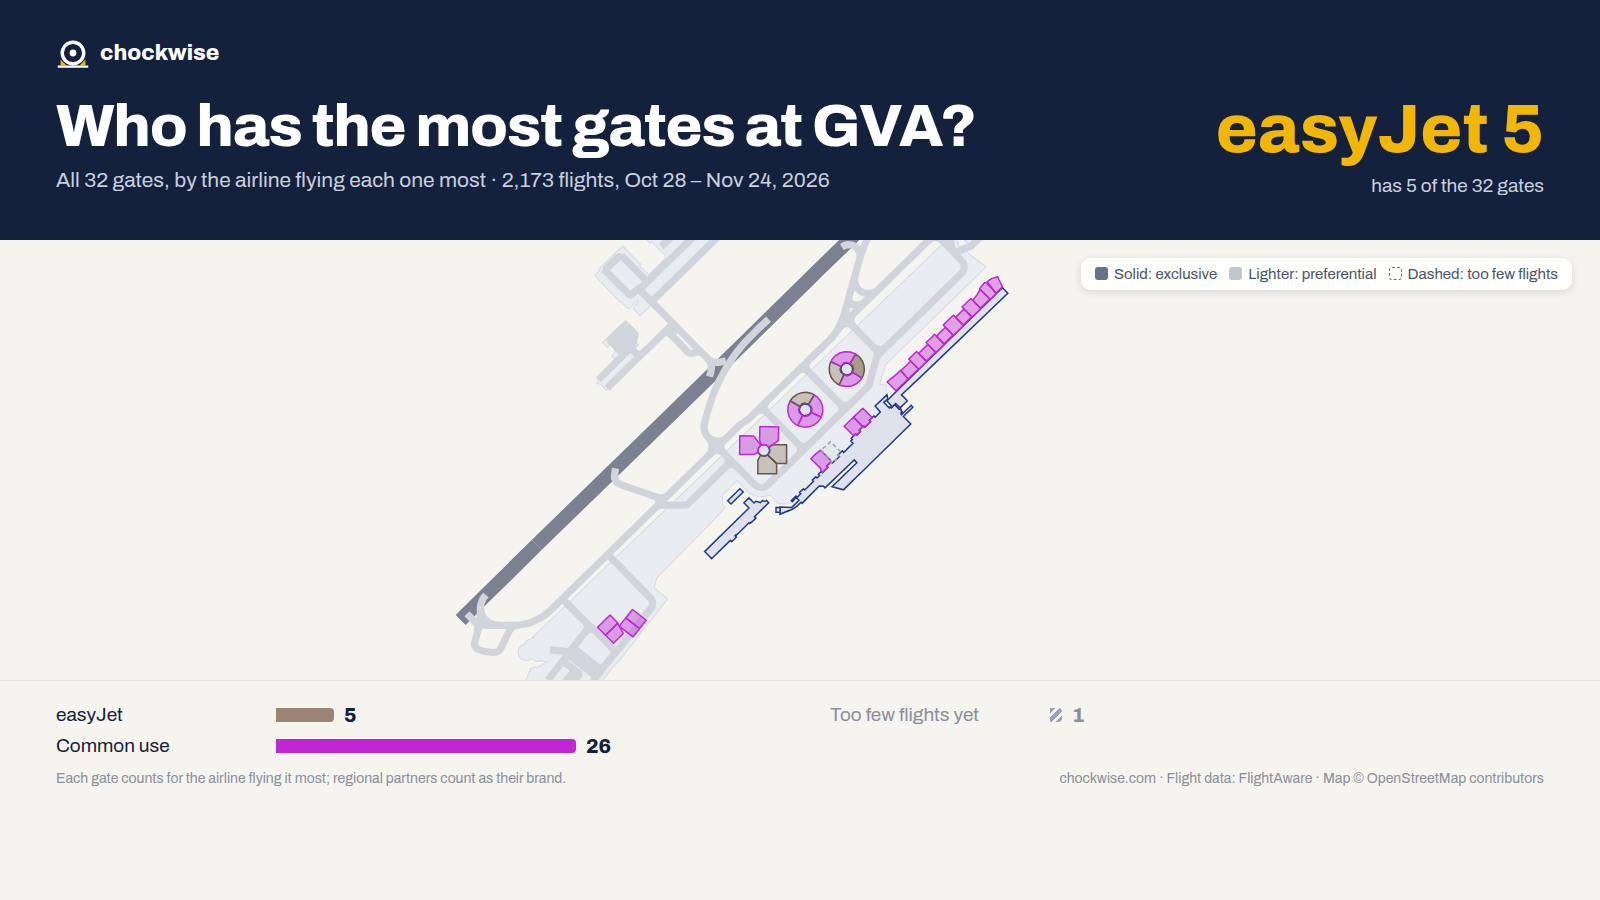 chockwise
Who has the most gates at GVA?
All 32 gates, by the airline flying each one most · 2,173 flights, Oct 28 – Nov 24, 2026
easyJet 5
has 5 of the 32 gates
Solid: exclusive Lighter: preferential Dashed: too few flights
easyJet 5
Common use 26
Too few flights yet 1
Each gate counts for the airline flying it most; regional partners count as their brand.
chockwise.com · Flight data: FlightAware · Map © OpenStreetMap contributors